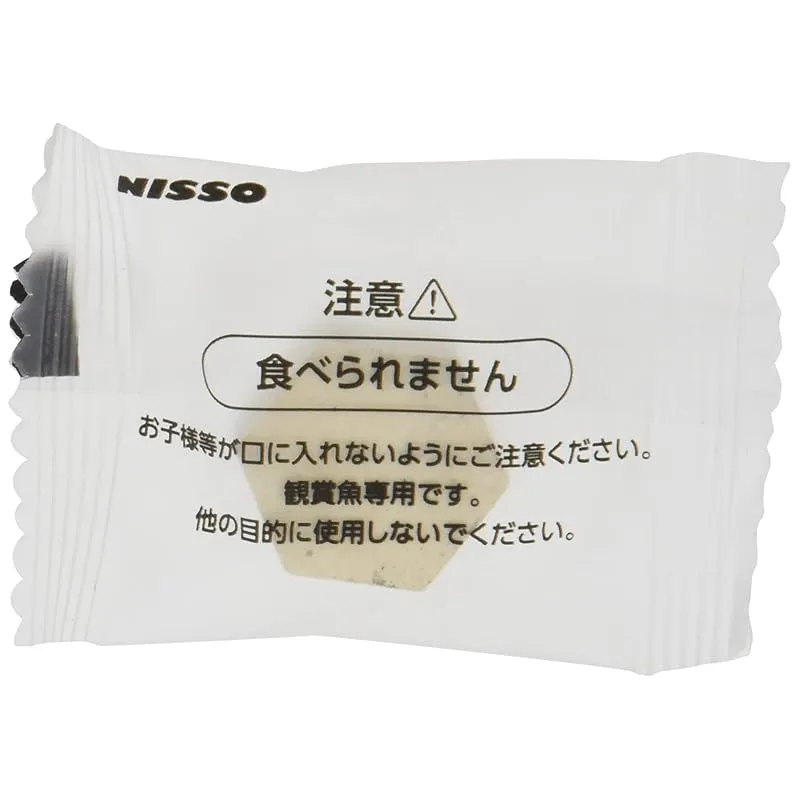 NISSO
注意
食べられません
お子様等が口に入れないようにご注意ください。
観賞魚専用です。
他の目的に使用しないでください。